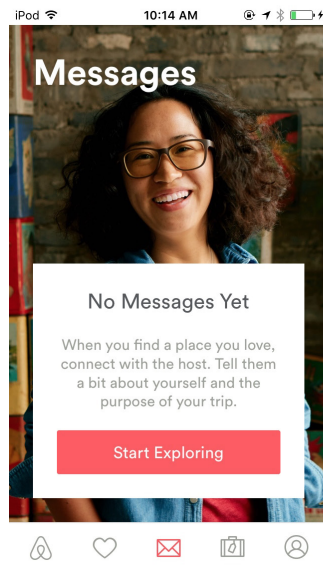 iPod 10:14 AM
Messages
No Messages Yet
When you find a place you love,
connect with the host. Tell them
a bit about yourself and the
purpose of your trip.
Start Exploring